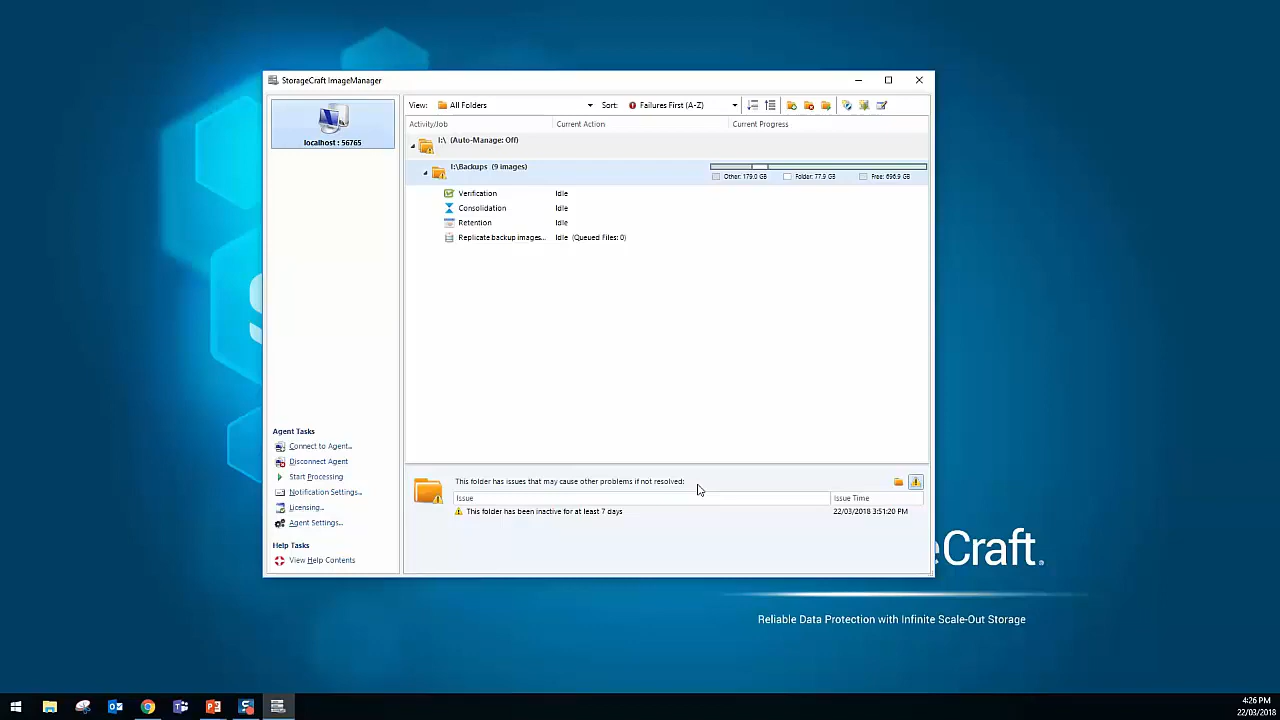 StorageCraft ImageManager
localhost : 56765
View: All Folders Sort: Failures First (A-Z)
Activity/Job Current Action Current Progress
I:\ (Auto-Manage: Off)
I:\Backups (9 images)
Other: 179.0 GB Folder: 77.9 GB Free: 696.9 GB
Verification Idle
Consolidation Idle
Retention Idle
Replicate backup images... Idle (Queued Files: 0)
Agent Tasks
Connect to Agent...
Disconnect Agent
Start Processing
Notification Settings...
Licensing...
Agent Settings...
Help Tasks
View Help Contents
This folder has issues that may cause other problems if not resolved:
Issue Issue Time
This folder has been inactive for at least 7 days 22/03/2018 3:51:20 PM
eCraft.
Reliable Data Protection with Infinite Scale-Out Storage
4:26 PM
22/03/2018